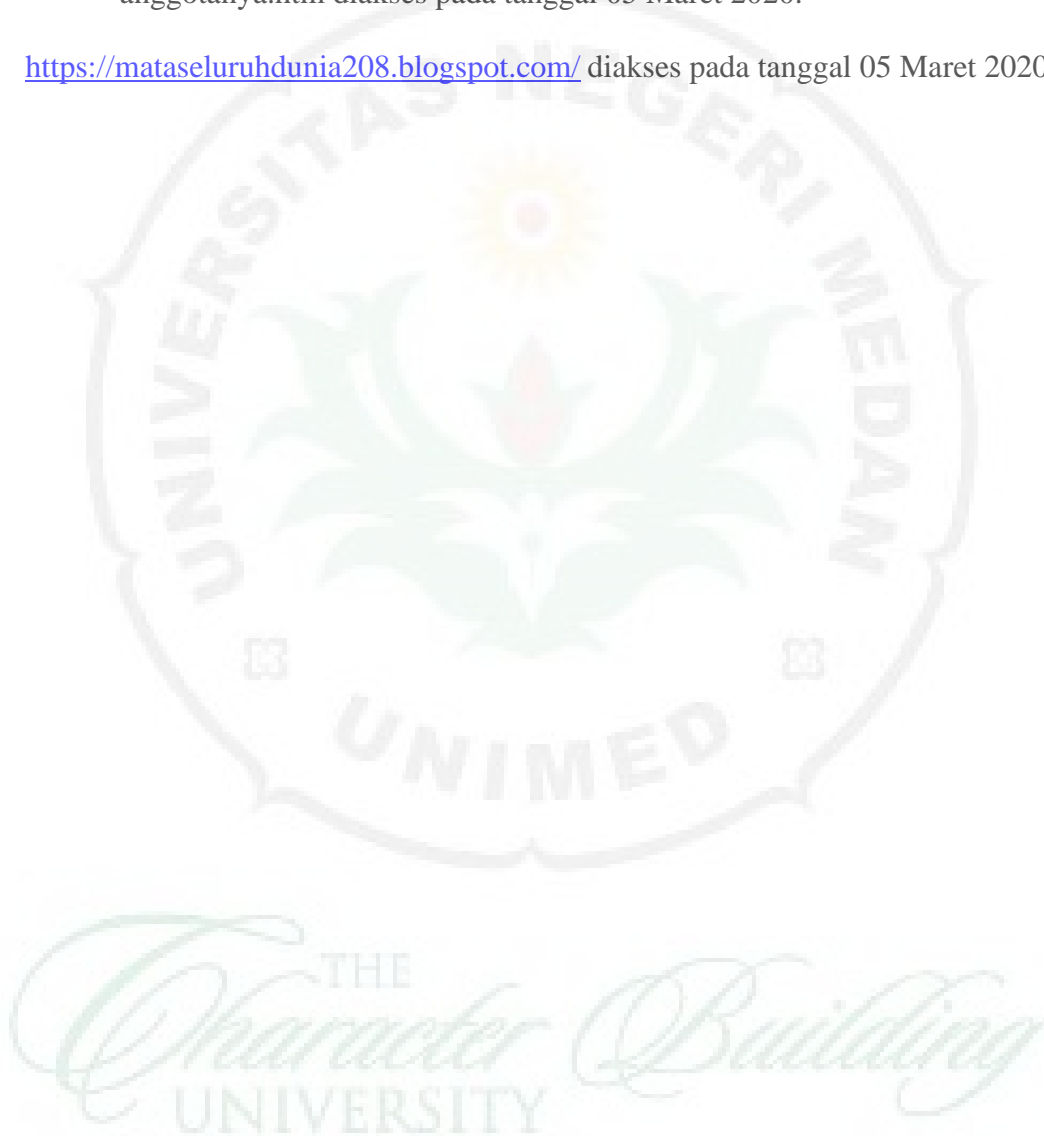 anggotanya.htm diakses pada tanggal 05 Maret 2020.
https://mataseluruhdunia208.blogspot.com/ diakses pada tanggal 05 Maret 2020
UNIVERSITAS NEGERI MEDAN
UNIMED
THE
Character Building
UNIVERSITY